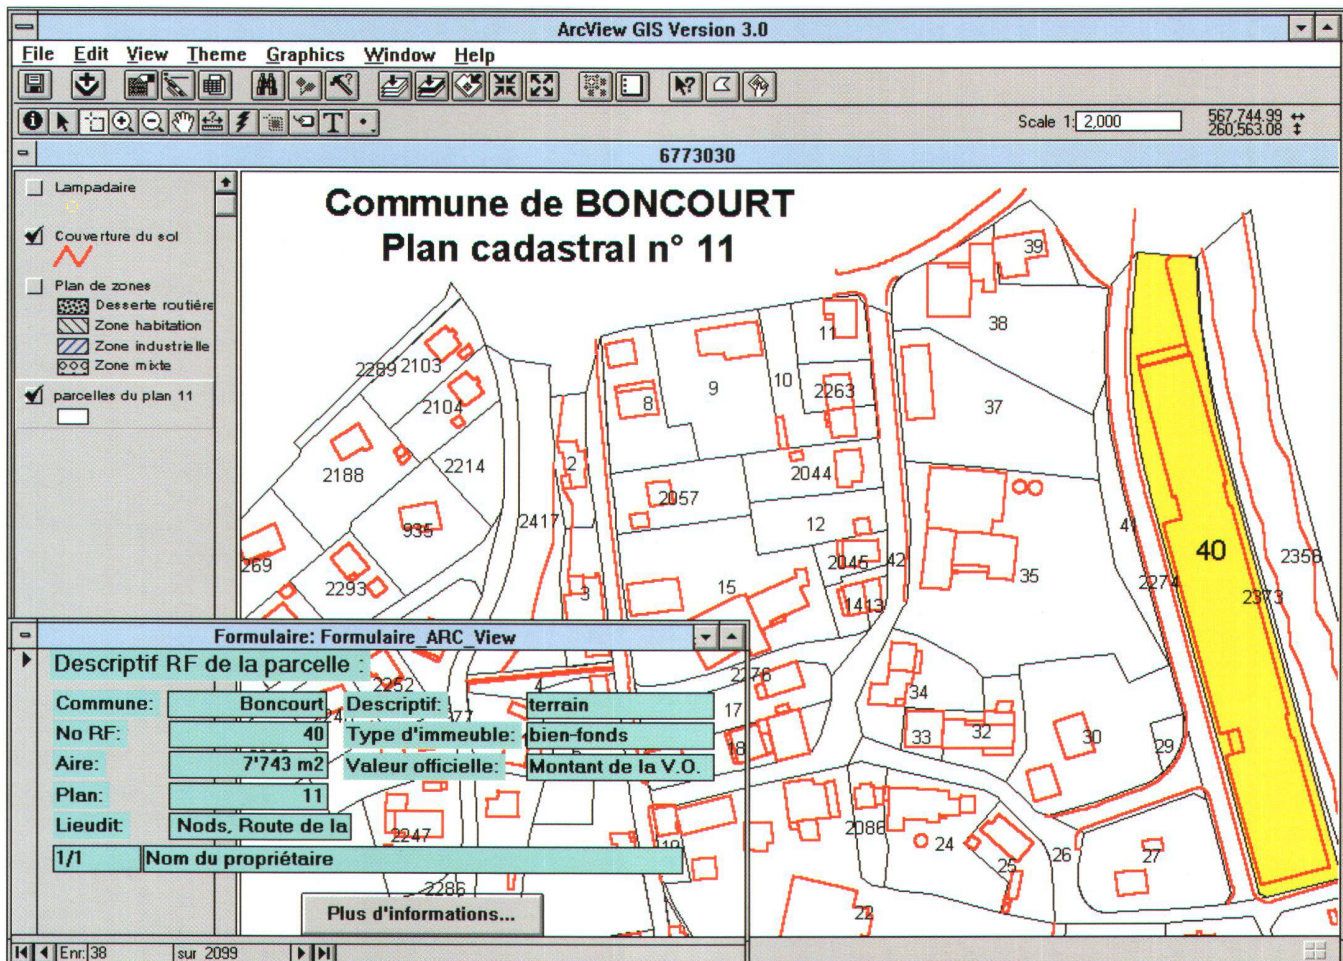 ArcView GIS Version 3.0
File Edit View Theme Graphics Window Help
Scale 1: 2,000
567,744.99
260,563.08
6773030
Lampadaire
Couverture du sol
Plan de zones
Desserte routière
Zone habitation
Zone industrielle
Zone mixte
parcelles du plan 11
Commune de BONCOURT
Plan cadastral n° 11
39
38
11
2289
2103
9
10
2263
8
2104
37
2
2188
2214
2044
2057
935
2417
12
41
40
2356
2045
42
269
2293
3
15
35
2274
2373
1413
2276
34
17
33
32
30
29
18
2086
24
25
26
27
19
22
Formulaire: Formulaire_ARC_View
Descriptif RF de la parcelle :
2252
4
Commune: Boncourt Descriptif: terrain
No RF: 40 Type d'immeuble: bien-fonds
Aire: 7'743 m2 Valeur officielle: Montant de la V.O.
Plan: 11
Lieudit: Nods, Route de la
2247
1/1 Nom du propriétaire
2286
Plus d'informations...
Enr: 38 sur 2099